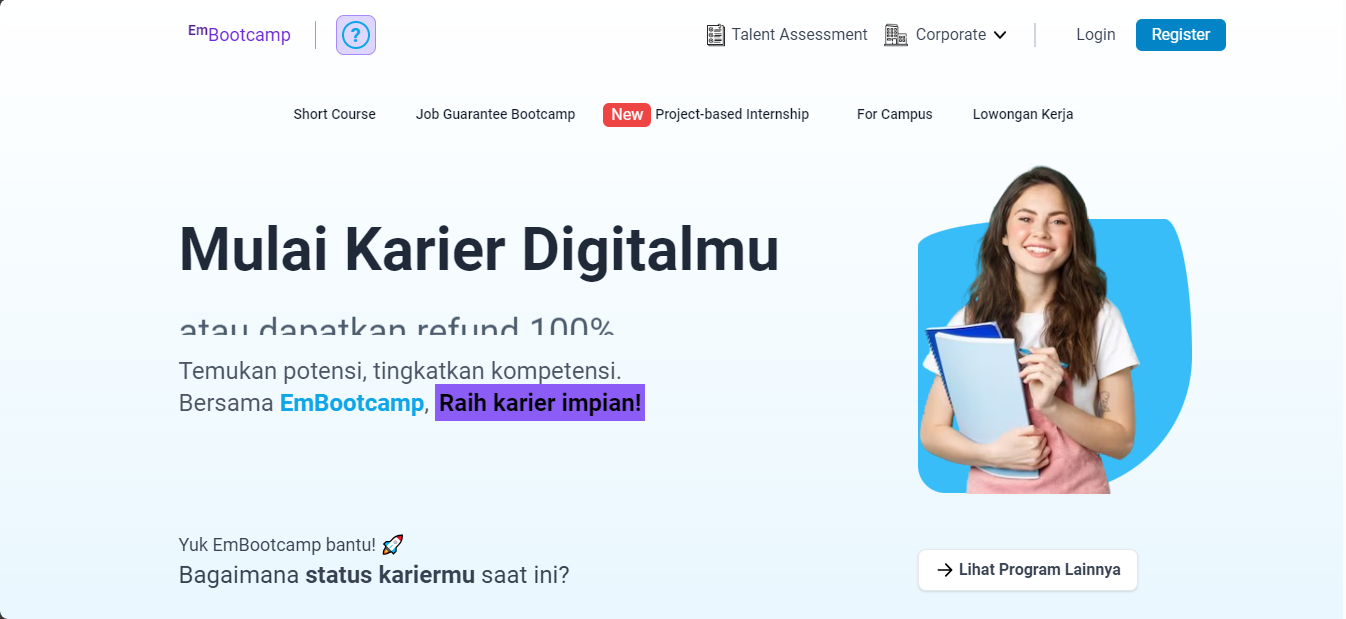 EmBootcamp
?
Talent Assessment
Corporate
Login
Register
Short Course
Job Guarantee Bootcamp
New Project-based Internship
For Campus
Lowongan Kerja
Mulai Karier Digitalmu
atau dapatkan refund 100%
Temukan potensi, tingkatkan kompetensi.
Bersama EmBootcamp, Raih karier impian!
Yuk EmBootcamp bantu! 🚀
Bagaimana status kariermu saat ini?
→ Lihat Program Lainnya